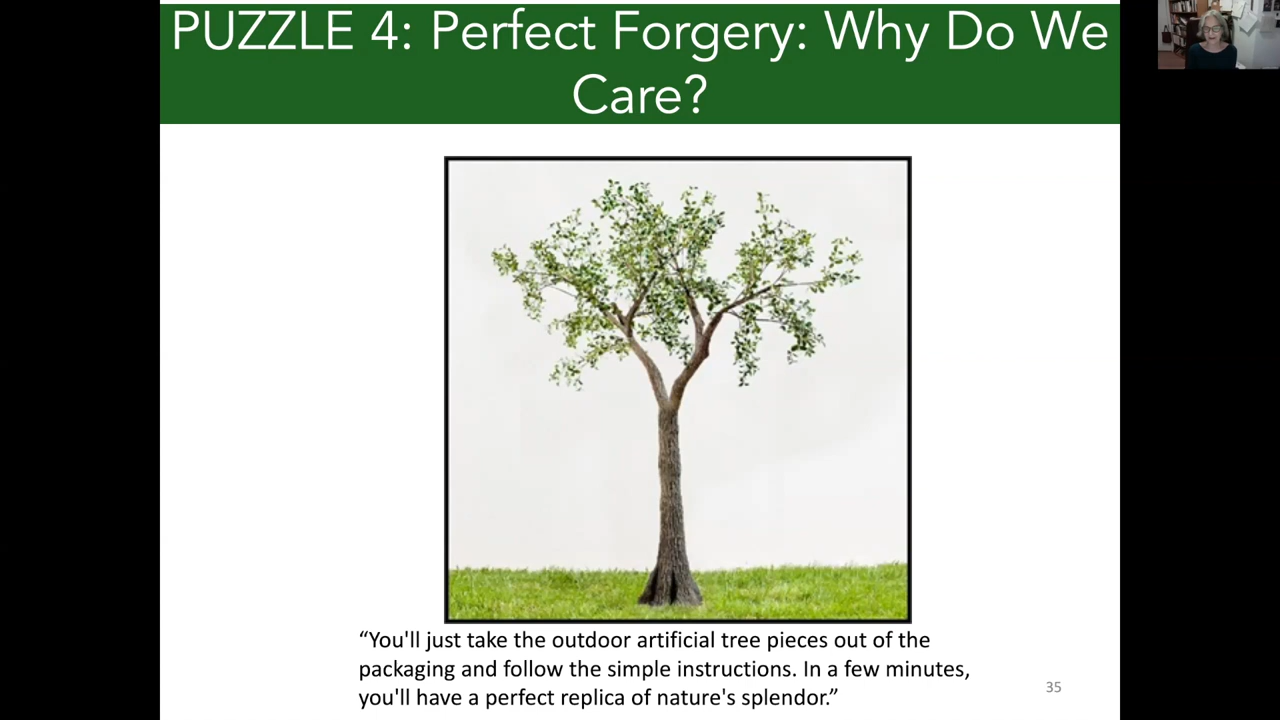 PUZZLE 4: Perfect Forgery: Why Do We
Care?
“You'll just take the outdoor artificial tree pieces out of the
packaging and follow the simple instructions. In a few minutes,
you'll have a perfect replica of nature's splendor.”
35